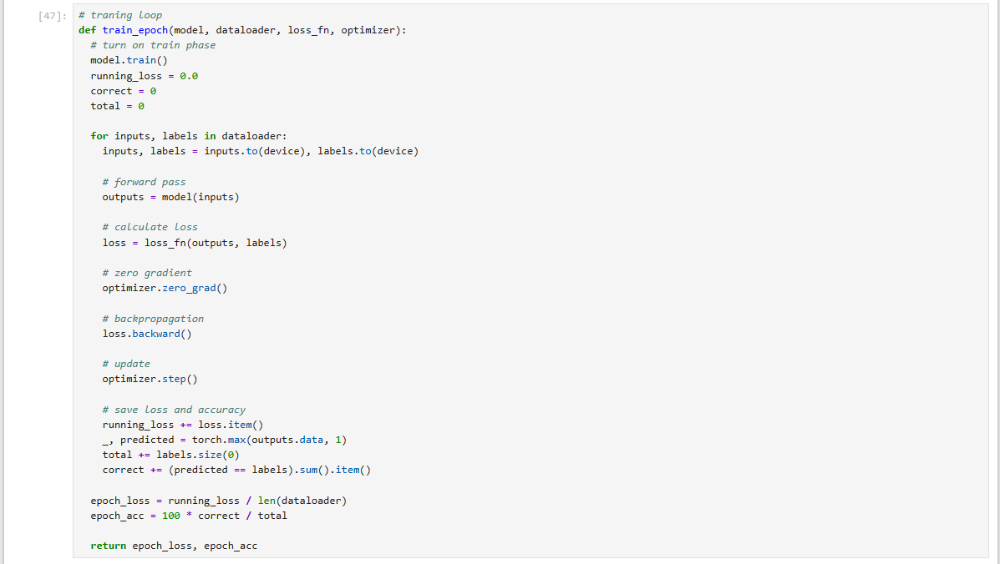 [47]:
# traning loop
def train_epoch(model, dataloader, loss_fn, optimizer):
  # turn on train phase
  model.train()
  running_loss = 0.0
  correct = 0
  total = 0

  for inputs, labels in dataloader:
    inputs, labels = inputs.to(device), labels.to(device)

    # forward pass
    outputs = model(inputs)

    # calculate loss
    loss = loss_fn(outputs, labels)

    # zero gradient
    optimizer.zero_grad()

    # backpropagation
    loss.backward()

    # update
    optimizer.step()

    # save loss and accuracy
    running_loss += loss.item()
    _, predicted = torch.max(outputs.data, 1)
    total += labels.size(0)
    correct += (predicted == labels).sum().item()

  epoch_loss = running_loss / len(dataloader)
  epoch_acc = 100 * correct / total

  return epoch_loss, epoch_acc